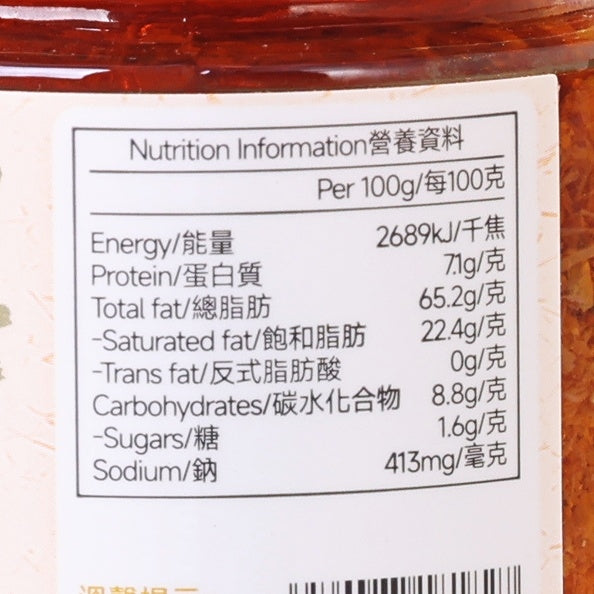 Nutrition Information營養資料
Per 100g/每100克
Energy/能量 2689kJ/千焦
Protein/蛋白質 7.1g/克
Total fat/總脂肪 65.2g/克
-Saturated fat/飽和脂肪 22.4g/克
-Trans fat/反式脂肪酸 0g/克
Carbohydrates/碳水化合物 8.8g/克
-Sugars/糖 1.6g/克
Sodium/鈉 413mg/毫克